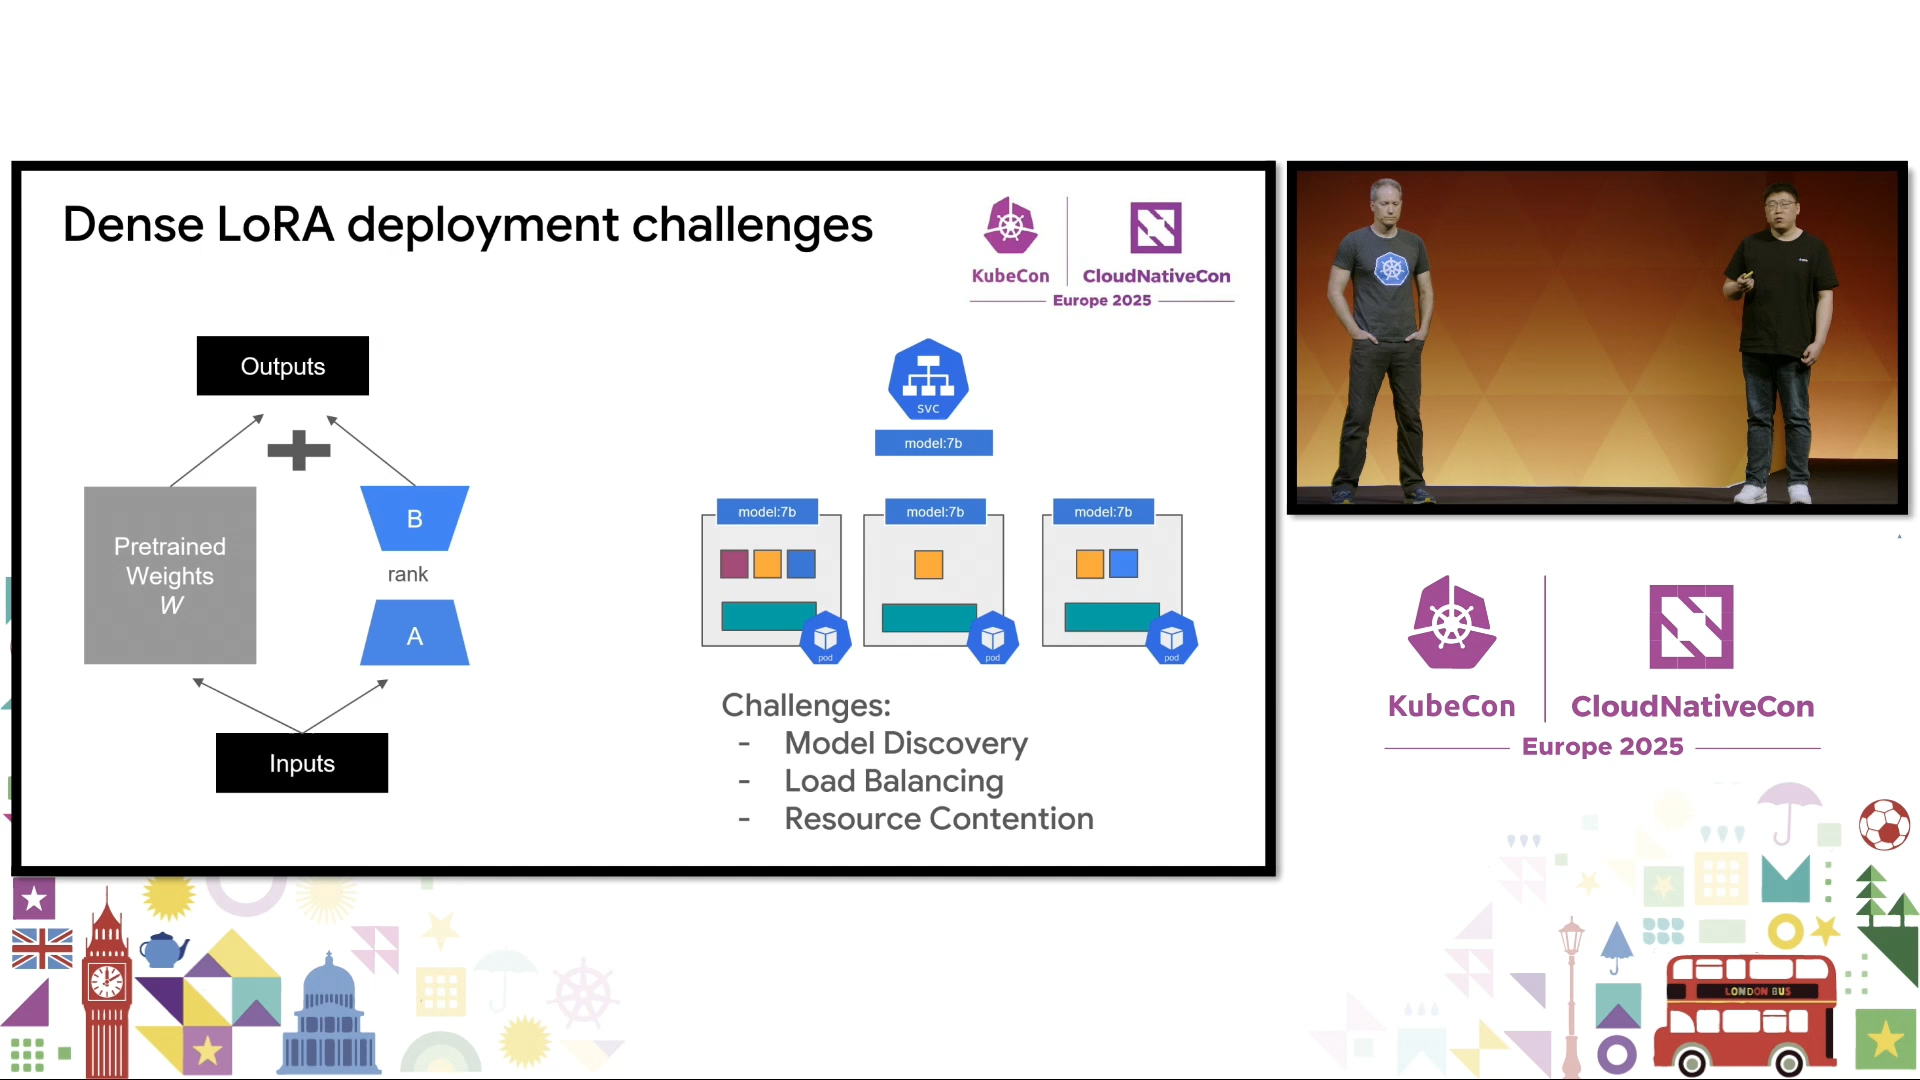 Dense LoRA deployment challenges
KubeCon
CloudNativeCon
Europe 2025
Outputs
Pretrained
Weights
W
B
rank
A
Inputs
svc
model:7b
model:7b
model:7b
model:7b
pod
pod
pod
Challenges:
- Model Discovery
- Load Balancing
- Resource Contention
KubeCon
CloudNativeCon
Europe 2025
LONDON BUS